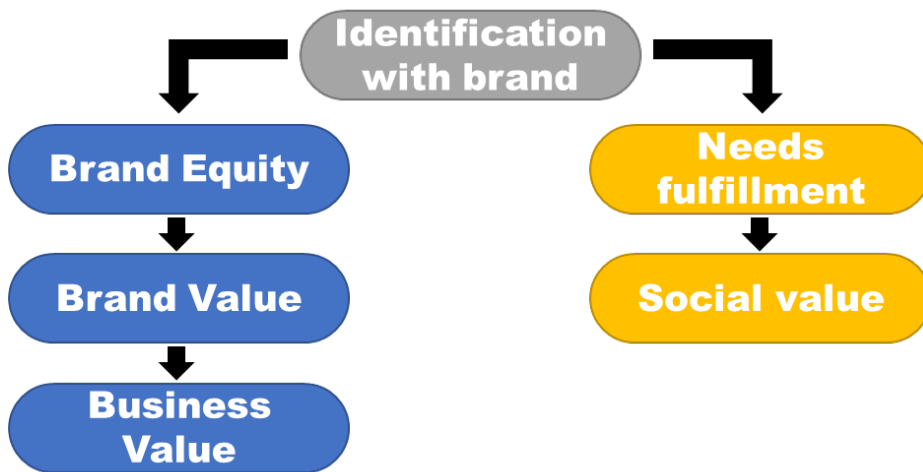 Identification
with brand
Brand Equity
Needs
fulfillment
Brand Value
Social value
Business
Value